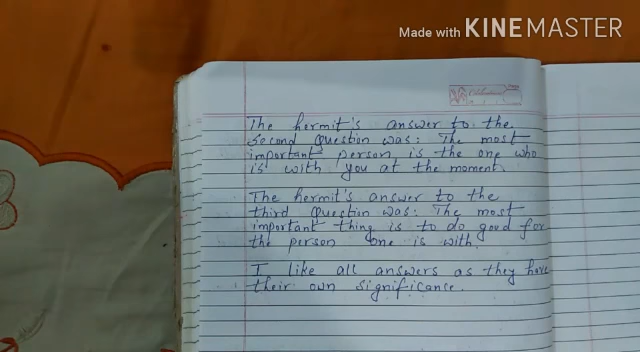 Made with KINEMASTER
The hermit's answer to the
second question was: The most
important person is the one who
is with you at the moment.
The hermit's answer to the
third question was: The most
important thing is to do good for
the person one is with.
I like all answers as they have
their own significance.